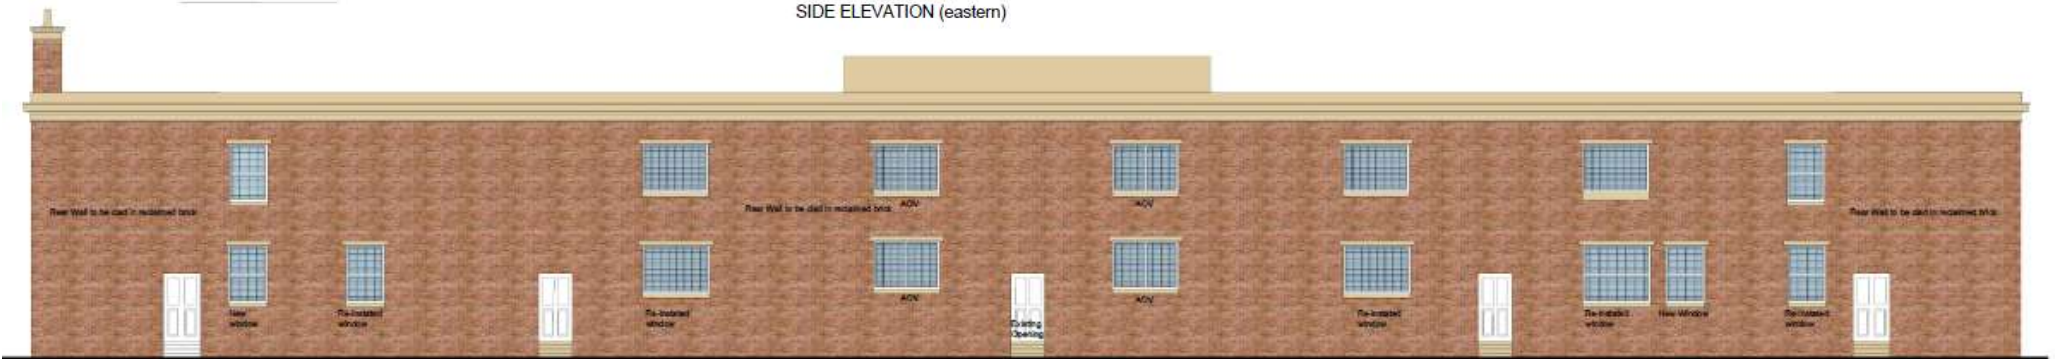 SIDE ELEVATION (eastern)
Rear Wall to be clad in reclaimed brick
Rear Wall to be clad in reclaimed brick
AOV
AOV
Rear Wall to be clad in reclaimed brick
AOV
AOV
New
window
Re-instated
window
Re-instated
window
Existing
Opening
Re-instated
window
Re-instated
window
New Window
Re-instated
window